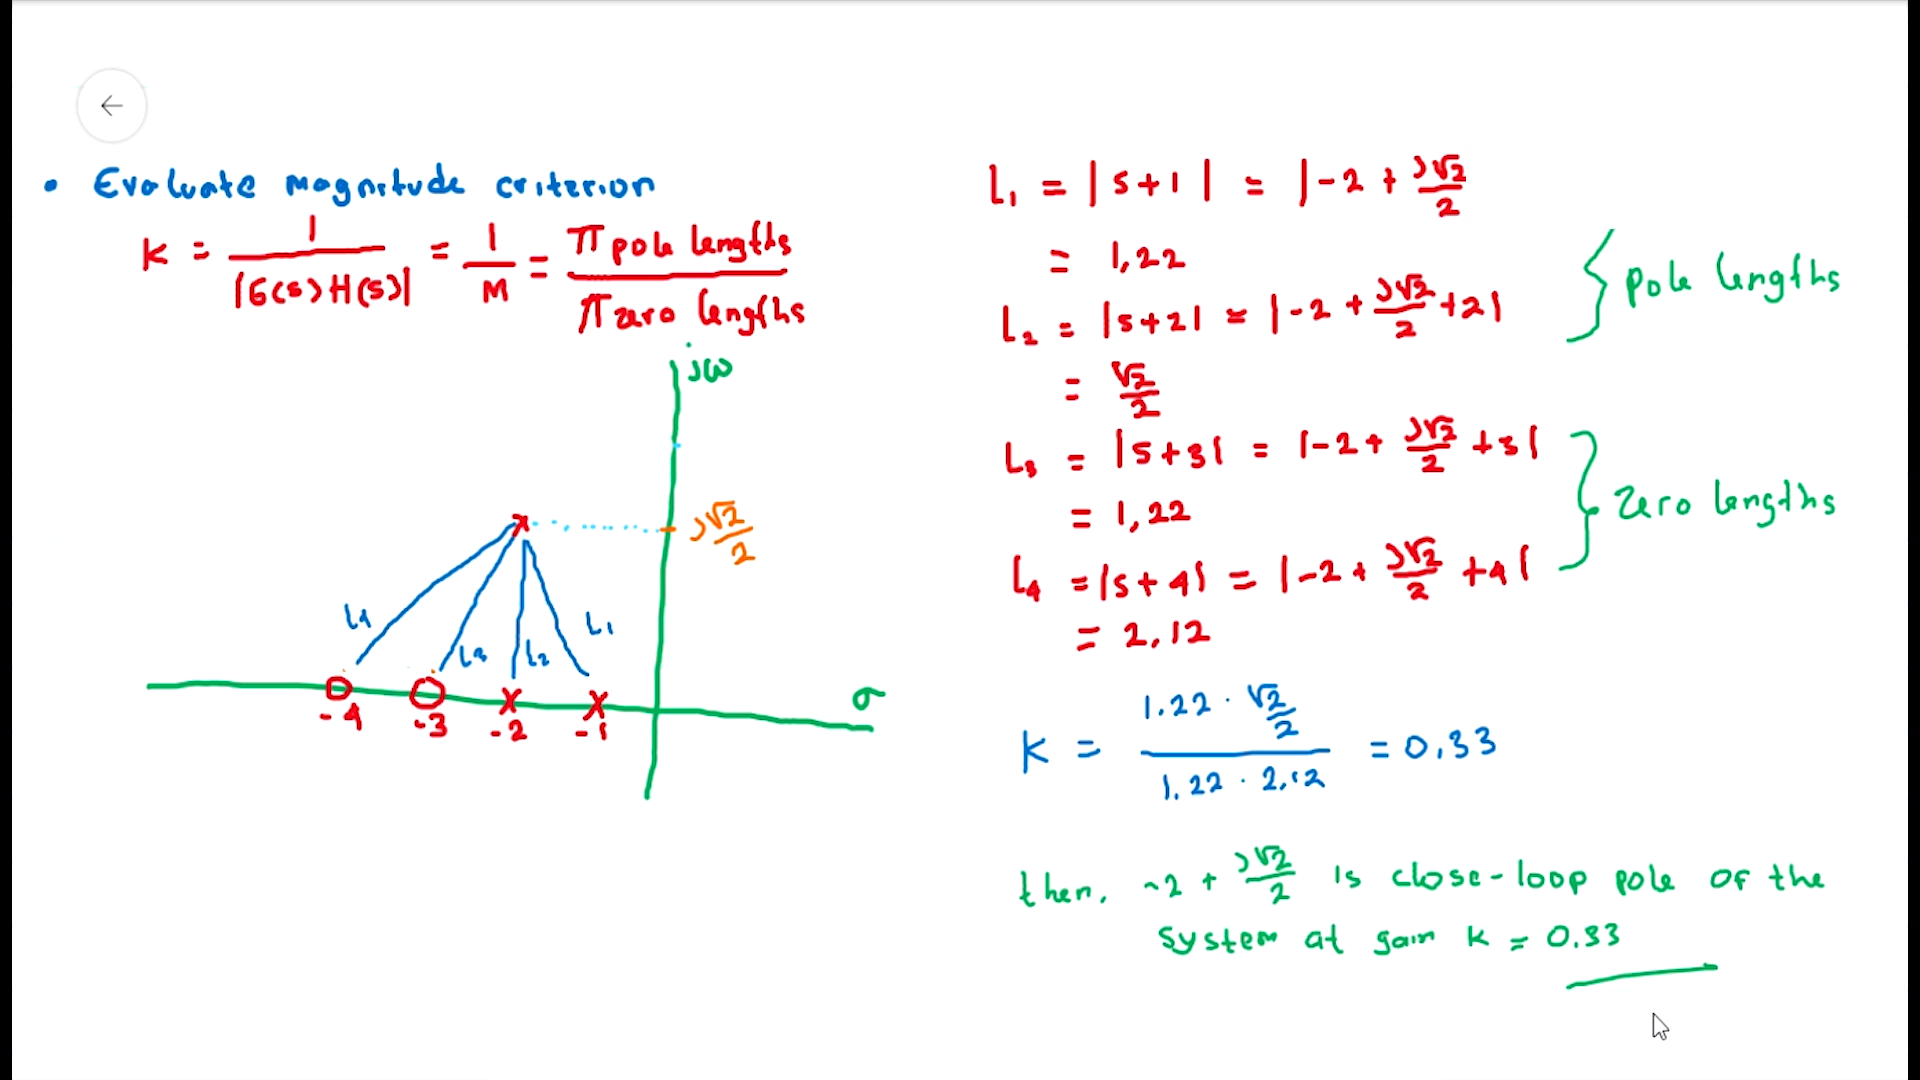 • Evaluate magnitude criterion
K = 1 / |G(s)H(s)| = 1 / M = π pole lengths / π zero lengths
jω
j√2/2
L4 L3 L2 L1
σ
-4 -3 -2 -1
L1 = |s+1| = |-2 + j√2/2
= 1,22
L2 = |s+2| = |-2 + j√2/2 +2|
= √2/2
} pole lengths
L3 = |s+3| = |-2+ j√2/2 +3|
= 1,22
L4 = |s+4| = |-2+ j√2/2 +4|
= 2.12
} zero lengths
K = 1.22 · √2/2 / 1.22 · 2.12 = 0.33
then, -2 + j√2/2 is close-loop pole of the
system at gain K = 0.33